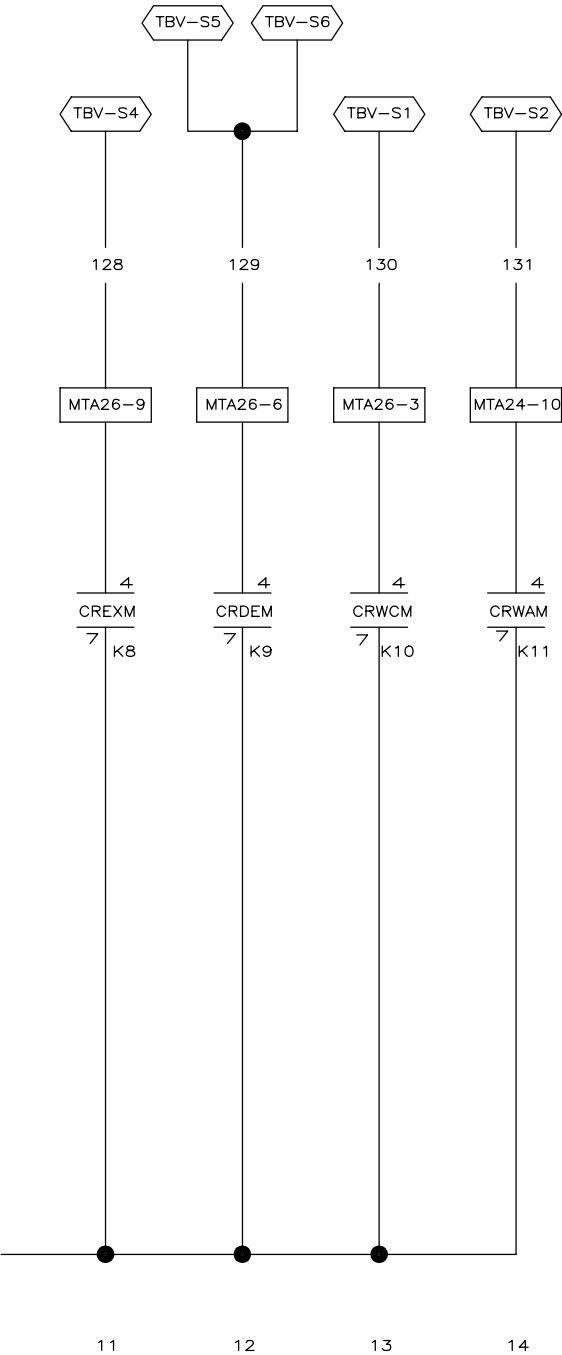 TBV-S5 TBV-S6
TBV-S4 TBV-S1 TBV-S2
128 129 130 131
MTA26-9 MTA26-6 MTA26-3 MTA24-10
4 4 4 4
CREXM CRDEM CRWCM CRWAM
7 K8 7 K9 7 K10 7 K11
11 12 13 14